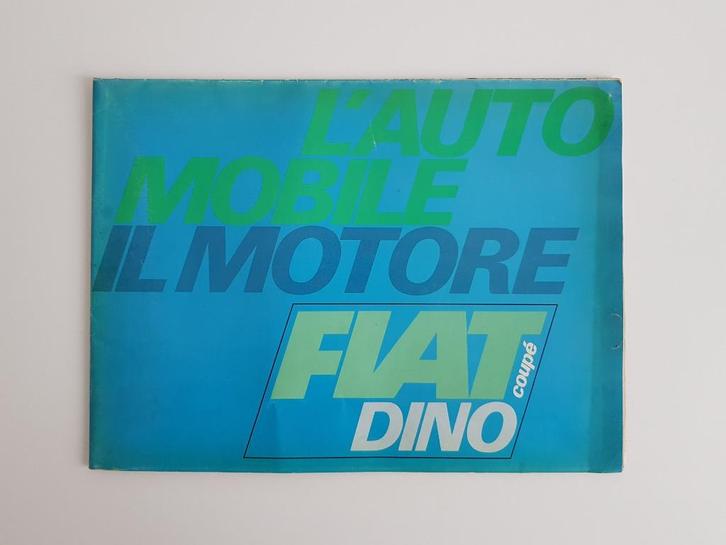 L'AUTO
MOBILE
IL MOTORE
FIAT
DINO
coupé